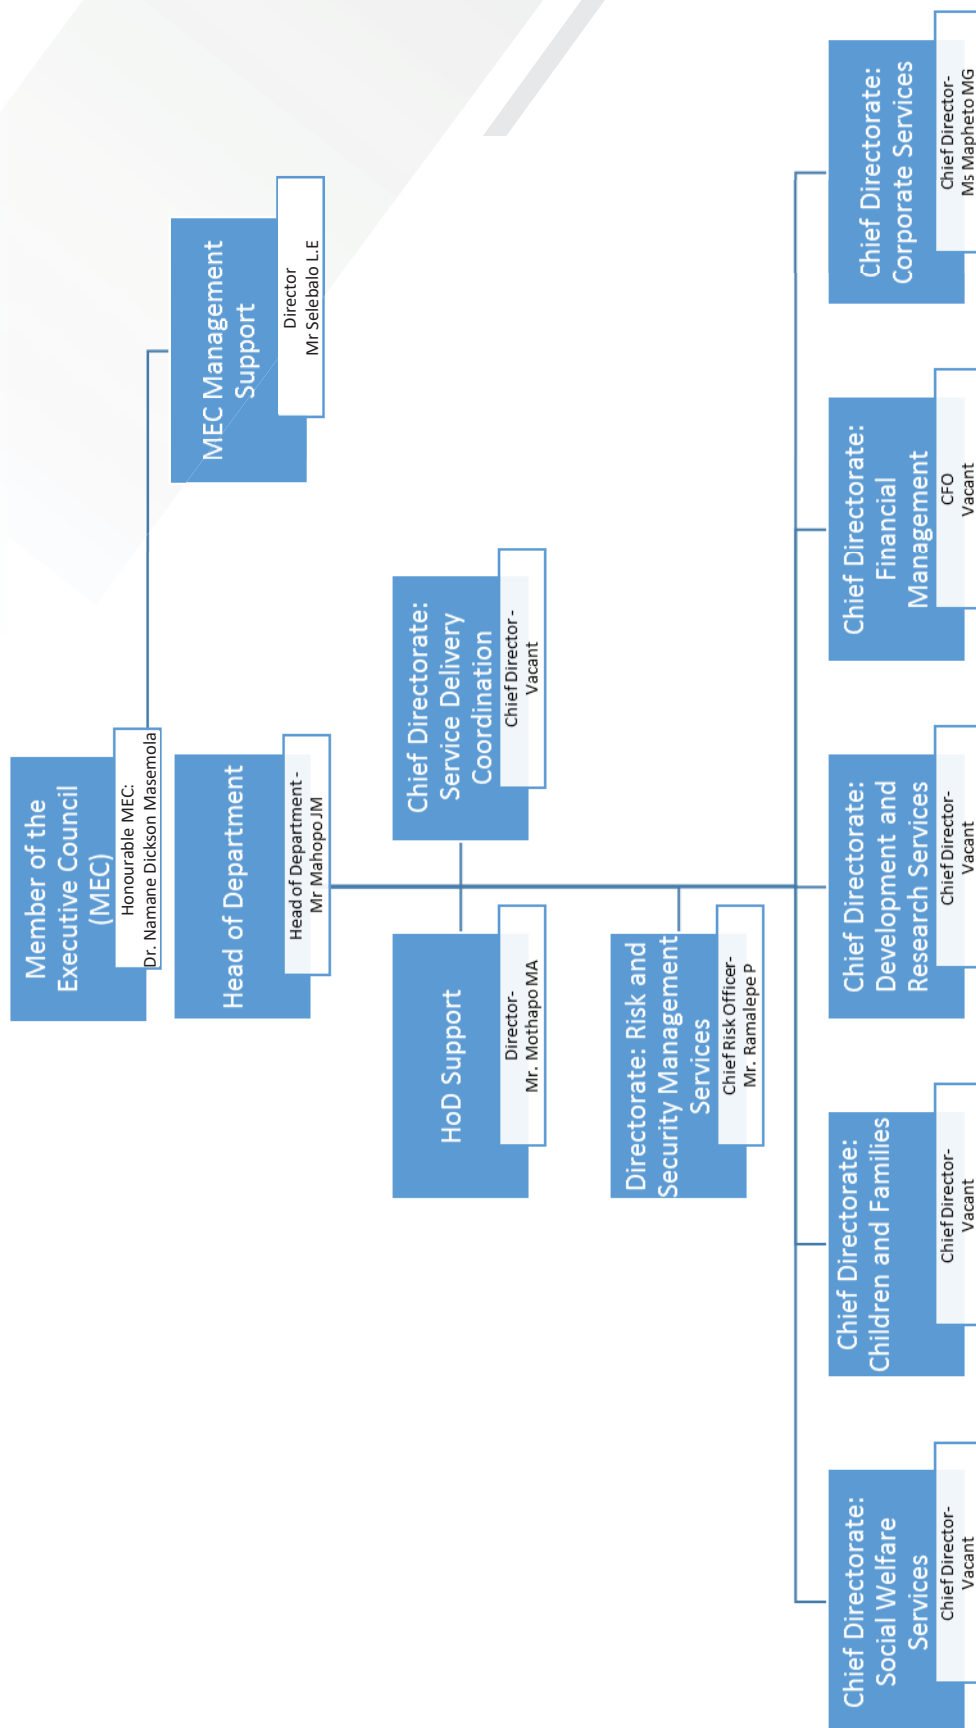 Member of the
Executive Council
(MEC)
Honourable MEC:
Dr. Namane Dickson Masemola
MEC Management
Support
Director
Mr Selebalo L.E
Head of Department
Head of Department -
Mr Mahopo JM
HoD Support
Director-
Mr. Mothapo MA
Chief Directorate:
Service Delivery
Coordination
Chief Director -
Vacant
Directorate: Risk and
Security Management
Services
Chief Risk Officer-
Mr. Ramalepe P
Chief Directorate:
Social Welfare
Services
Chief Director-
Vacant
Chief Directorate:
Children and Families
Chief Director-
Vacant
Chief Directorate:
Development and
Research Services
Chief Director-
Vacant
Chief Directorate:
Financial
Management
CFO
Vacant
Chief Directorate:
Corporate Services
Chief Director-
Ms Mapheto MG